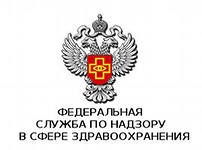 ФЕДЕРАЛЬНАЯ
СЛУЖБА ПО НАДЗОРУ
В СФЕРЕ ЗДРАВООХРАНЕНИЯ